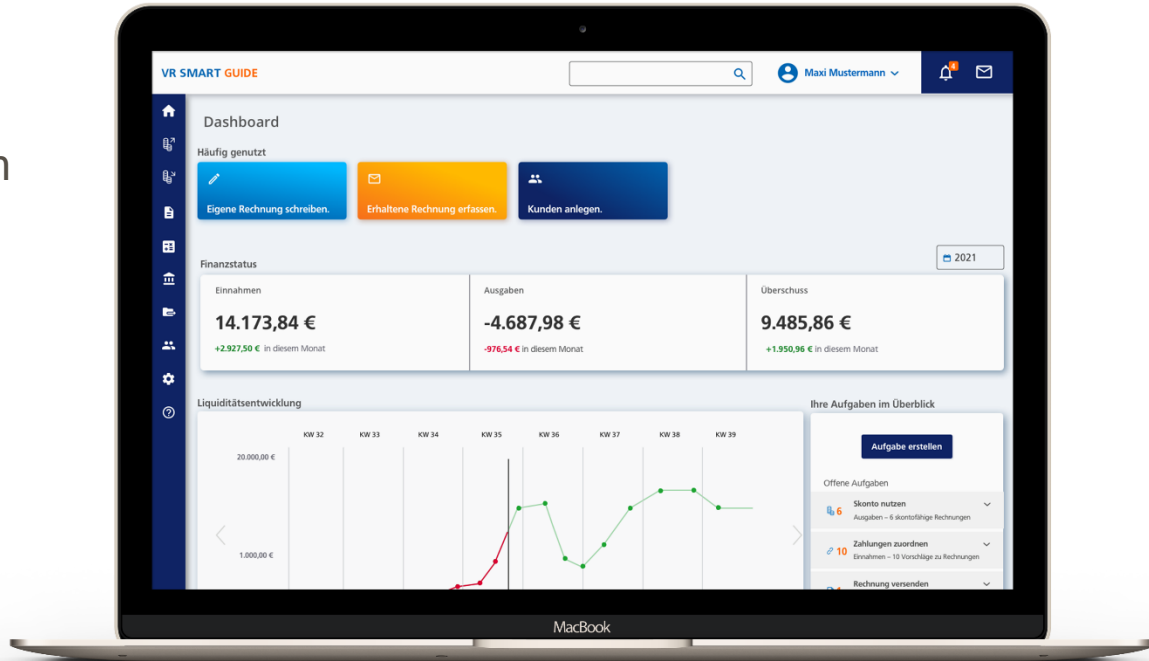 VR SMART GUIDE
Maxi Mustermann
4
Dashboard
Häufig genutzt
Eigene Rechnung schreiben.
Erhaltene Rechnung erfassen.
Kunden anlegen.
2021
Finanzstatus
Einnahmen
14.173,84 €
+2.927,50 € in diesem Monat
Ausgaben
-4.687,98 €
-976,54 € in diesem Monat
Überschuss
9.485,86 €
+1.950,96 € in diesem Monat
Liquiditätsentwicklung
KW 32 KW 33 KW 34 KW 35 KW 36 KW 37 KW 38 KW 39
20.000,00 €
1.000,00 €
Ihre Aufgaben im Überblick
Aufgabe erstellen
Offene Aufgaben
6 Skonto nutzen
Ausgaben – 6 skontofähige Rechnungen
10 Zahlungen zuordnen
Einnahmen – 10 Vorschläge zu Rechnungen
Rechnung versenden
MacBook